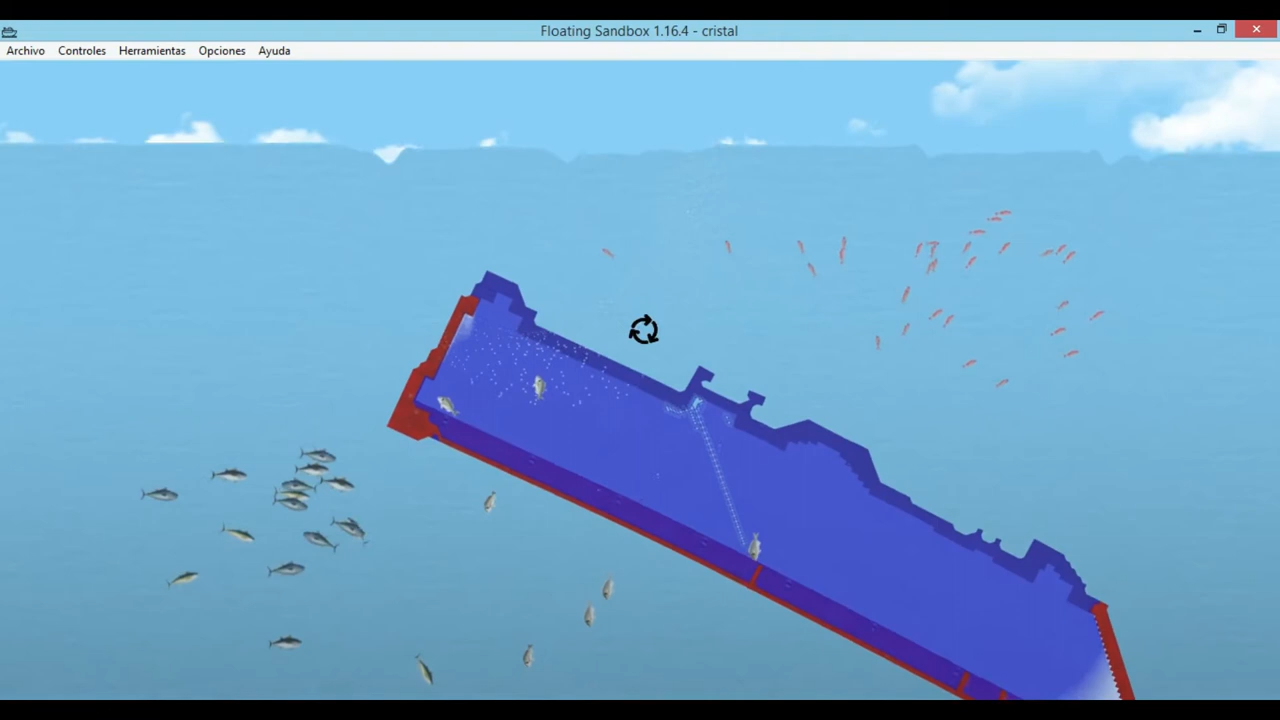 Floating Sandbox 1.16.4 - cristal
Archivo Controles Herramientas Opciones Ayuda